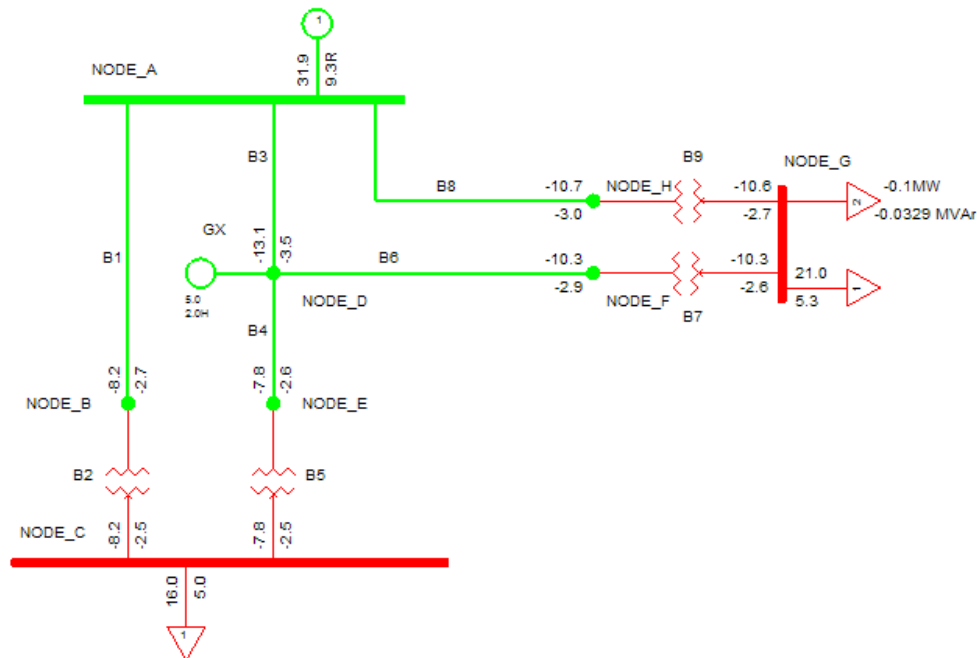 1
31.9
9.3R
NODE_A
B3
B9
NODE_G
B8
-10.7
NODE_H
-10.6
-0.1MW
-3.0
-2.7
2
-0.0329 MVAr
GX
-13.1
-3.5
B1
B6
-10.3
-10.3
21.0
5.0
2.0H
NODE_D
-2.9
NODE_F
-2.6
5.3
1
B4
B7
-8.2
-2.7
-7.8
-2.6
NODE_B
NODE_E
B2
B5
NODE_C
-8.2
-2.5
-7.8
-2.5
16.0
5.0
1